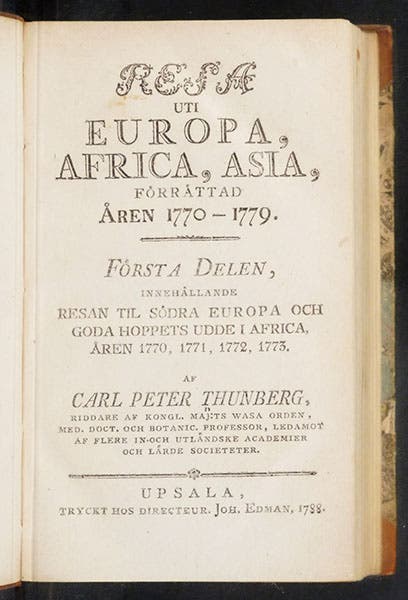 RESA
UTI
EUROPA,
AFRICA, ASIA,
FÖRRÄTTAD
ÅREN 1770-1779.
FÖRSTA DELEN,
INNEHÅLLANDE
RESAN TIL SÖDRA EUROPA OCH
GODA HOPPETS UDDE I AFRICA,
ÅREN 1770, 1771, 1772, 1773.
AF
CARL PETER THUNBERG,
RIDDARE AF KONGL. MAJ:TS WASA ORDEN,
MED. DOCT. OCH BOTANIC. PROFESSOR, LEDAMOT
AF FLERE IN-OCH UTLÄNDSKE ACADEMIER
OCH LÄRDE SOCIETETER.
UPSALA,
TRYCKT HOS DIRECTEUR. JOH. EDMAN, 1788.